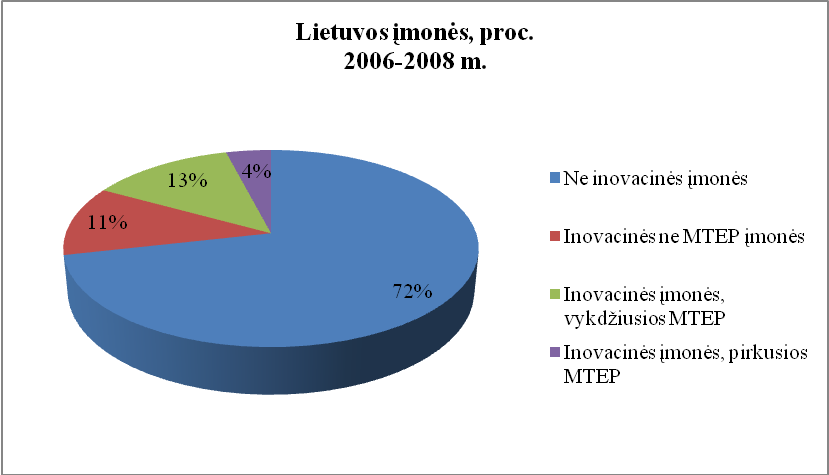 Lietuvos įmonės, proc.
2006-2008 m.
4%
13%
11%
72%
Ne inovacinės įmonės
Inovacinės ne MTEP įmonės
Inovacinės įmonės,
vykdžiusios MTEP
Inovacinės įmonės, pirkusios
MTEP